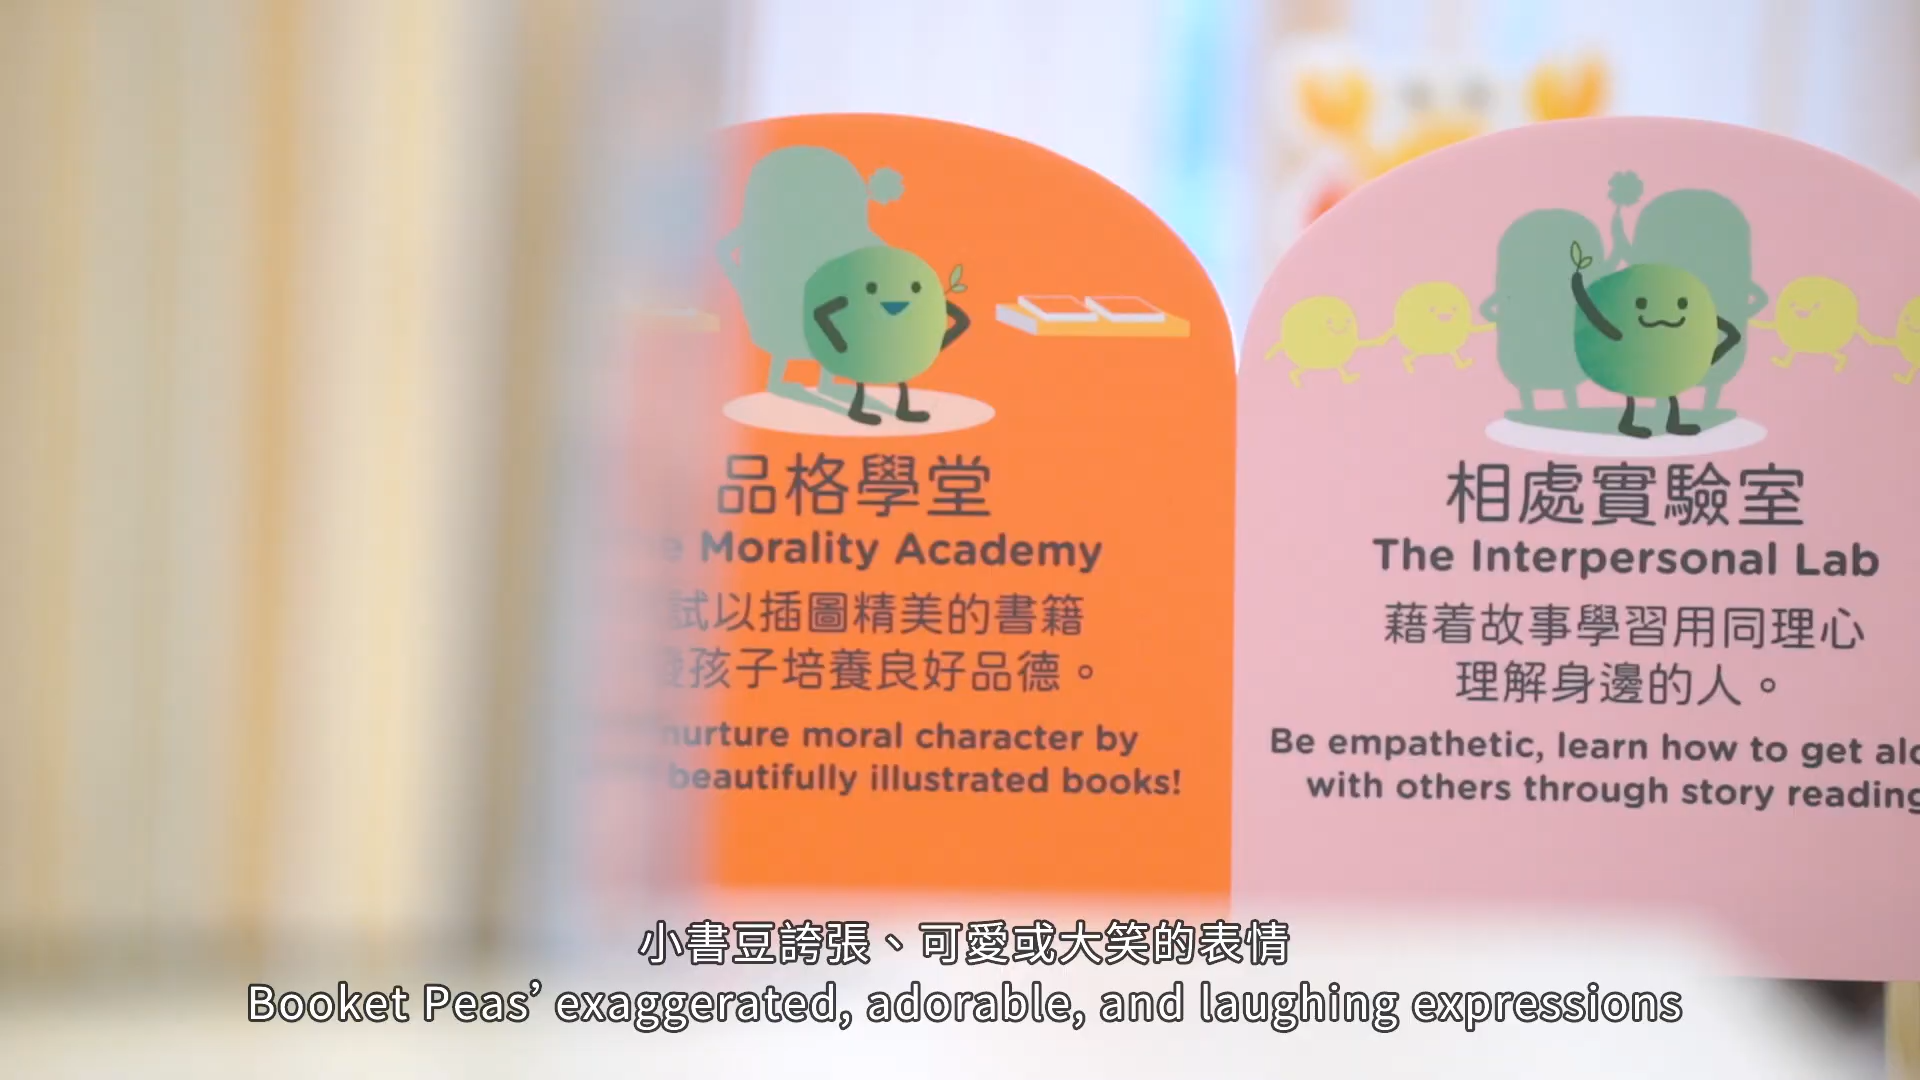 品格學堂
Morality Academy
試以插圖精美的書籍
孩子培養良好品德。
nurture moral character by
beautifully illustrated books!
相處實驗室
The Interpersonal Lab
藉着故事學習用同理心
理解身邊的人。
Be empathetic, learn how to get
with others through story reading
小書豆誇張、可愛或大笑的表情
Booket Peas’ exaggerated, adorable, and laughing expressions